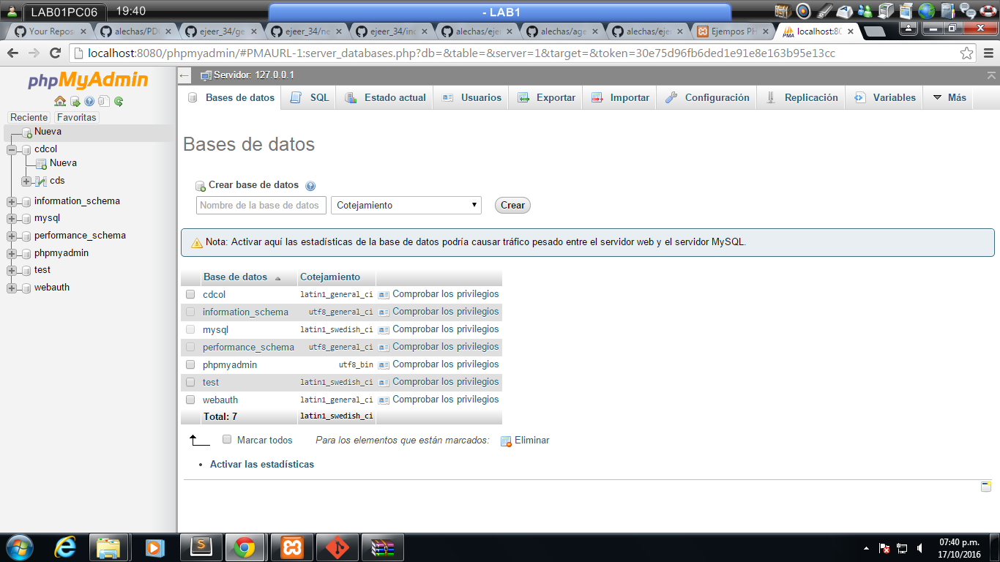 LAB01PC06 19:40 - LAB1
Your Repos alechas/PD ejeer_34/ge ejeer_34/ne ejeer_34/in alechas/ejer alechas/age alechas/ejer Ejempos PH localhost:80
localhost:8080/phpmyadmin/#PMAURL-1:server_databases.php?db=&table=&server=1&target=&token=30e75d96fb6ded1e91e8e163b95e13cc
phpMyAdmin
Reciente Favoritas
Nueva
cdcol
Nueva
cds
information_schema
mysql
performance_schema
phpmyadmin
test
webauth
Servidor: 127.0.0.1
Bases de datos SQL Estado actual Usuarios Exportar Importar Configuración Replicación Variables Más
Bases de datos
Crear base de datos
Nombre de la base de datos Cotejamiento Crear
Nota: Activar aquí las estadísticas de la base de datos podría causar tráfico pesado entre el servidor web y el servidor MySQL.
Base de datos Cotejamiento
cdcol latin1_general_ci Comprobar los privilegios
information_schema utf8_general_ci Comprobar los privilegios
mysql latin1_swedish_ci Comprobar los privilegios
performance_schema utf8_general_ci Comprobar los privilegios
phpmyadmin utf8_bin Comprobar los privilegios
test latin1_swedish_ci Comprobar los privilegios
webauth latin1_general_ci Comprobar los privilegios
Total: 7 latin1_swedish_ci
Marcar todos Para los elementos que están marcados: Eliminar
Activar las estadísticas
07:40 p.m.
17/10/2016